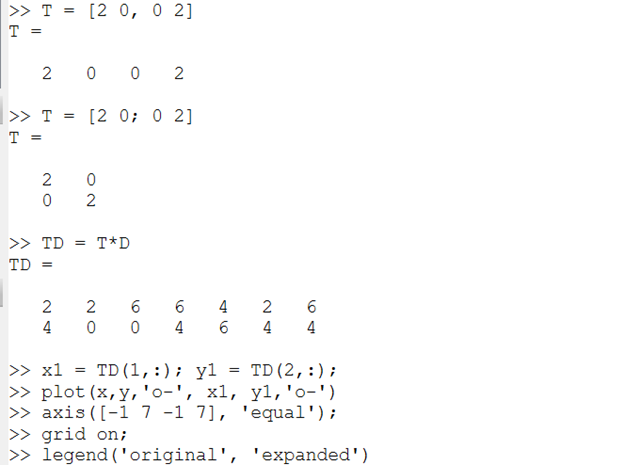 >> T = [2 0, 0 2]
T =
2 0 0 2
>> T = [2 0; 0 2]
T =
2 0
0 2
>> TD = T*D
TD =
2 2 6 6 4 2 6
4 0 0 4 6 4 4
>> x1 = TD(1,:); y1 = TD(2,:);
>> plot(x,y,'o-', x1, y1,'o-')
>> axis([-1 7 -1 7], 'equal');
>> grid on;
>> legend('original', 'expanded')